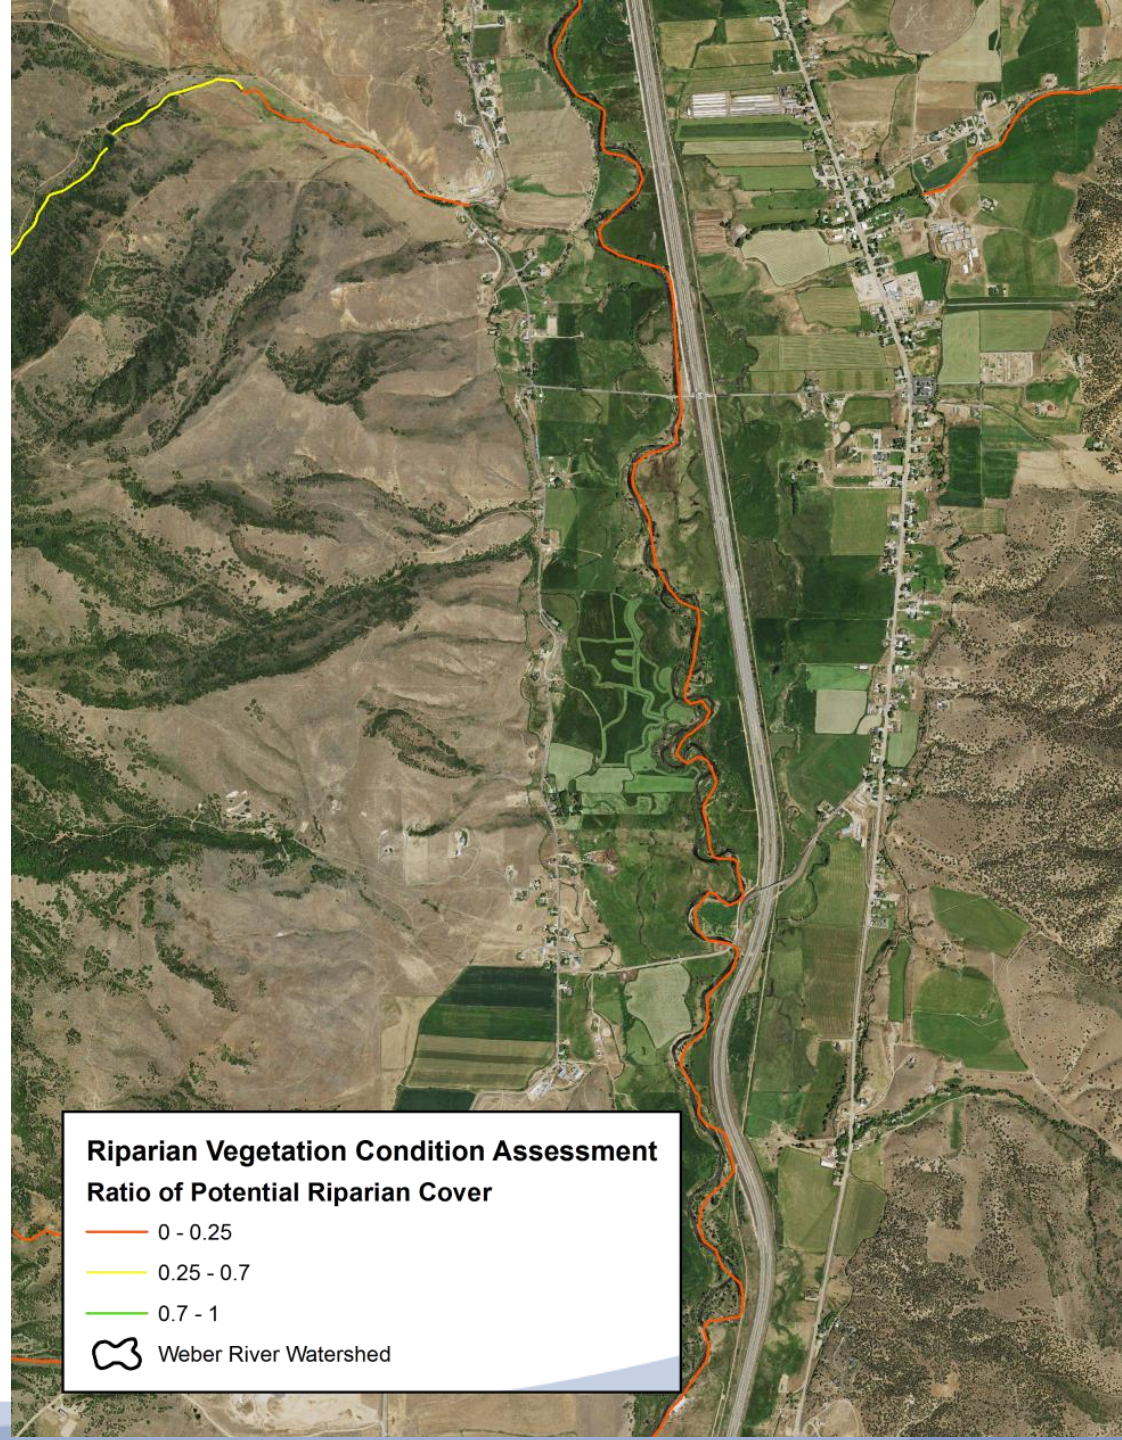 Riparian Vegetation Condition Assessment
Ratio of Potential Riparian Cover
0 - 0.25
0.25 - 0.7
0.7 - 1
Weber River Watershed